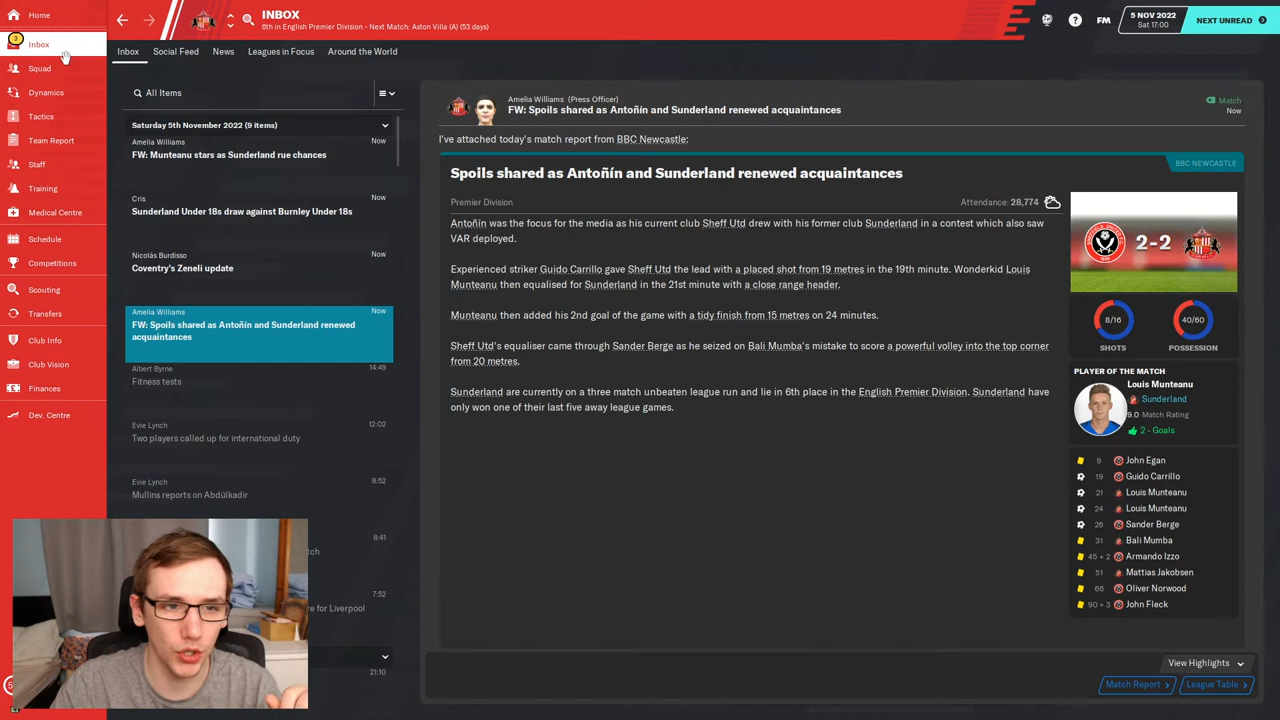 Home
Inbox
3
Squad
Dynamics
Tactics
Team Report
Staff
Training
Medical Centre
Schedule
Competitions
Scouting
Transfers
Club Info
Club Vision
Finances
Dev. Centre
INBOX
6th in English Premier Division - Next Match: Aston Villa (A) (53 days)
FM
5 NOV 2022
Sat 17:00
NEXT UNREAD
Inbox Social Feed News Leagues in Focus Around the World
All Items
Saturday 5th November 2022 (9 items)
Amelia Williams Now
FW: Munteanu stars as Sunderland rue chances
Cris Now
Sunderland Under 18s draw against Burnley Under 18s
Nicolás Burdisso Now
Coventry's Zeneli update
Amelia Williams Now
FW: Spoils shared as Antoñín and Sunderland renewed
acquaintances
Albert Byrne 14:49
Fitness tests
Evie Lynch 12:02
Two players called up for international duty
Evie Lynch 8:52
Mullins reports on Abdülkadir
8:41
7:52
for Liverpool
21:10
Amelia Williams (Press Officer)
FW: Spoils shared as Antoñín and Sunderland renewed acquaintances
Match
Now
I've attached today's match report from BBC Newcastle:
BBC NEWCASTLE
Spoils shared as Antoñín and Sunderland renewed acquaintances
Premier Division Attendance: 28,774
Antoñín was the focus for the media as his current club Sheff Utd drew with his former club Sunderland in a contest which also saw
VAR deployed.
Experienced striker Guido Carrillo gave Sheff Utd the lead with a placed shot from 19 metres in the 19th minute. Wonderkid Louis
Munteanu then equalised for Sunderland in the 21st minute with a close range header.
Munteanu then added his 2nd goal of the game with a tidy finish from 15 metres on 24 minutes.
Sheff Utd's equaliser came through Sander Berge as he seized on Bali Mumba's mistake to score a powerful volley into the top corner
from 20 metres.
Sunderland are currently on a three match unbeaten league run and lie in 6th place in the English Premier Division. Sunderland have
only won one of their last five away league games.
2-2
8/16
SHOTS
40/60
POSSESSION
PLAYER OF THE MATCH
Louis Munteanu
Sunderland
9.0 Match Rating
2 - Goals
9 John Egan
19 Guido Carrillo
21 Louis Munteanu
24 Louis Munteanu
26 Sander Berge
31 Bali Mumba
45 + 2 Armando Izzo
51 Mattias Jakobsen
66 Oliver Norwood
90 + 3 John Fleck
View Highlights
Match Report League Table